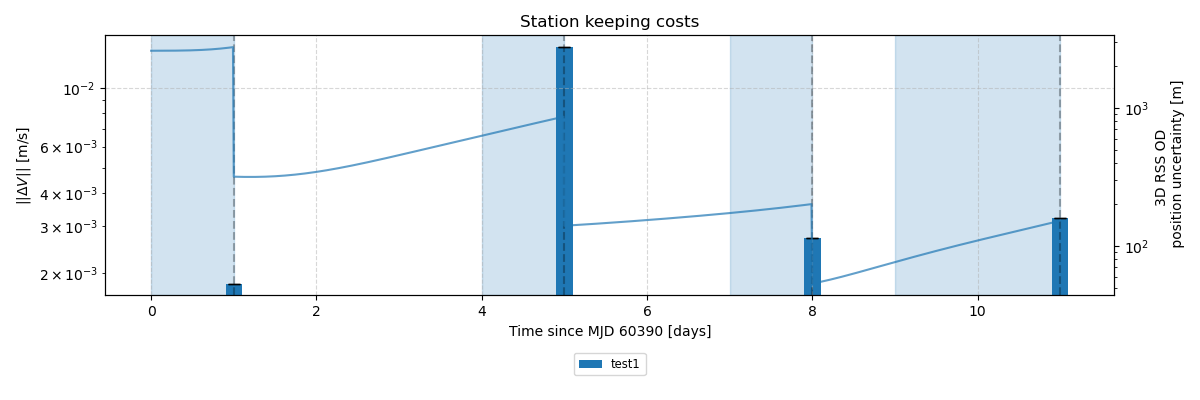 Station keeping costs
||ΔV|| [m/s]
10⁻²
6 × 10⁻³
4 × 10⁻³
3 × 10⁻³
2 × 10⁻³
10³
10²
3D RSS OD
position uncertainty [m]
0 2 4 6 8 10
Time since MJD 60390 [days]
test1